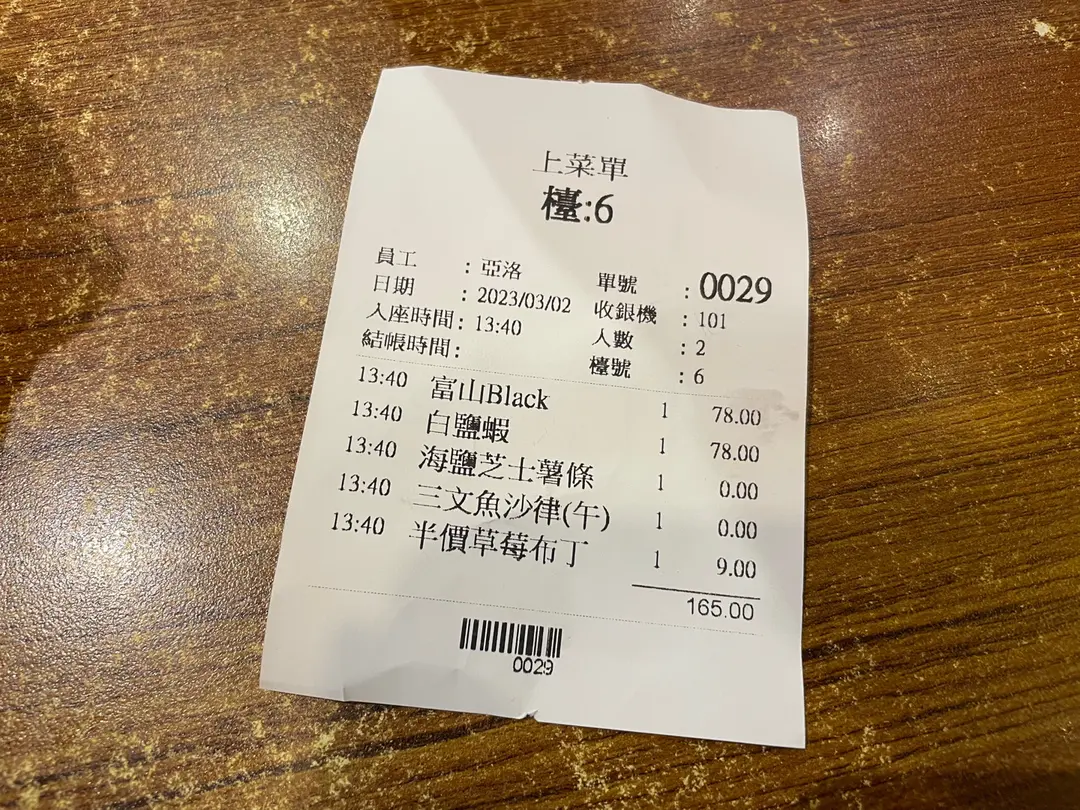 上菜單
檯:6
員工 : 亞洛 單號 : 0029
日期 : 2023/03/02 收銀機 : 101
入座時間 : 13:40 人數 : 2
結帳時間 : 檯號 : 6
13:40 富山Black 1 78.00
13:40 白鹽蝦 1 78.00
13:40 海鹽芝士薯條 1 0.00
13:40 三文魚沙律(午) 1 0.00
13:40 半價草莓布丁 1 9.00
165.00
0029